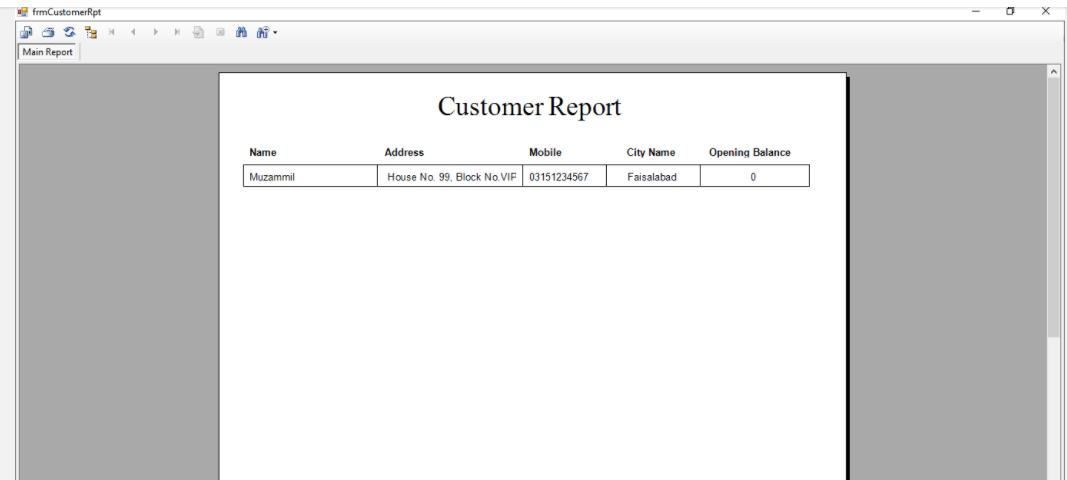 frmCustomerRpt
Main Report
Customer Report
Name Address Mobile City Name Opening Balance
Muzammil House No. 99, Block No.VIP 03151234567 Faisalabad 0